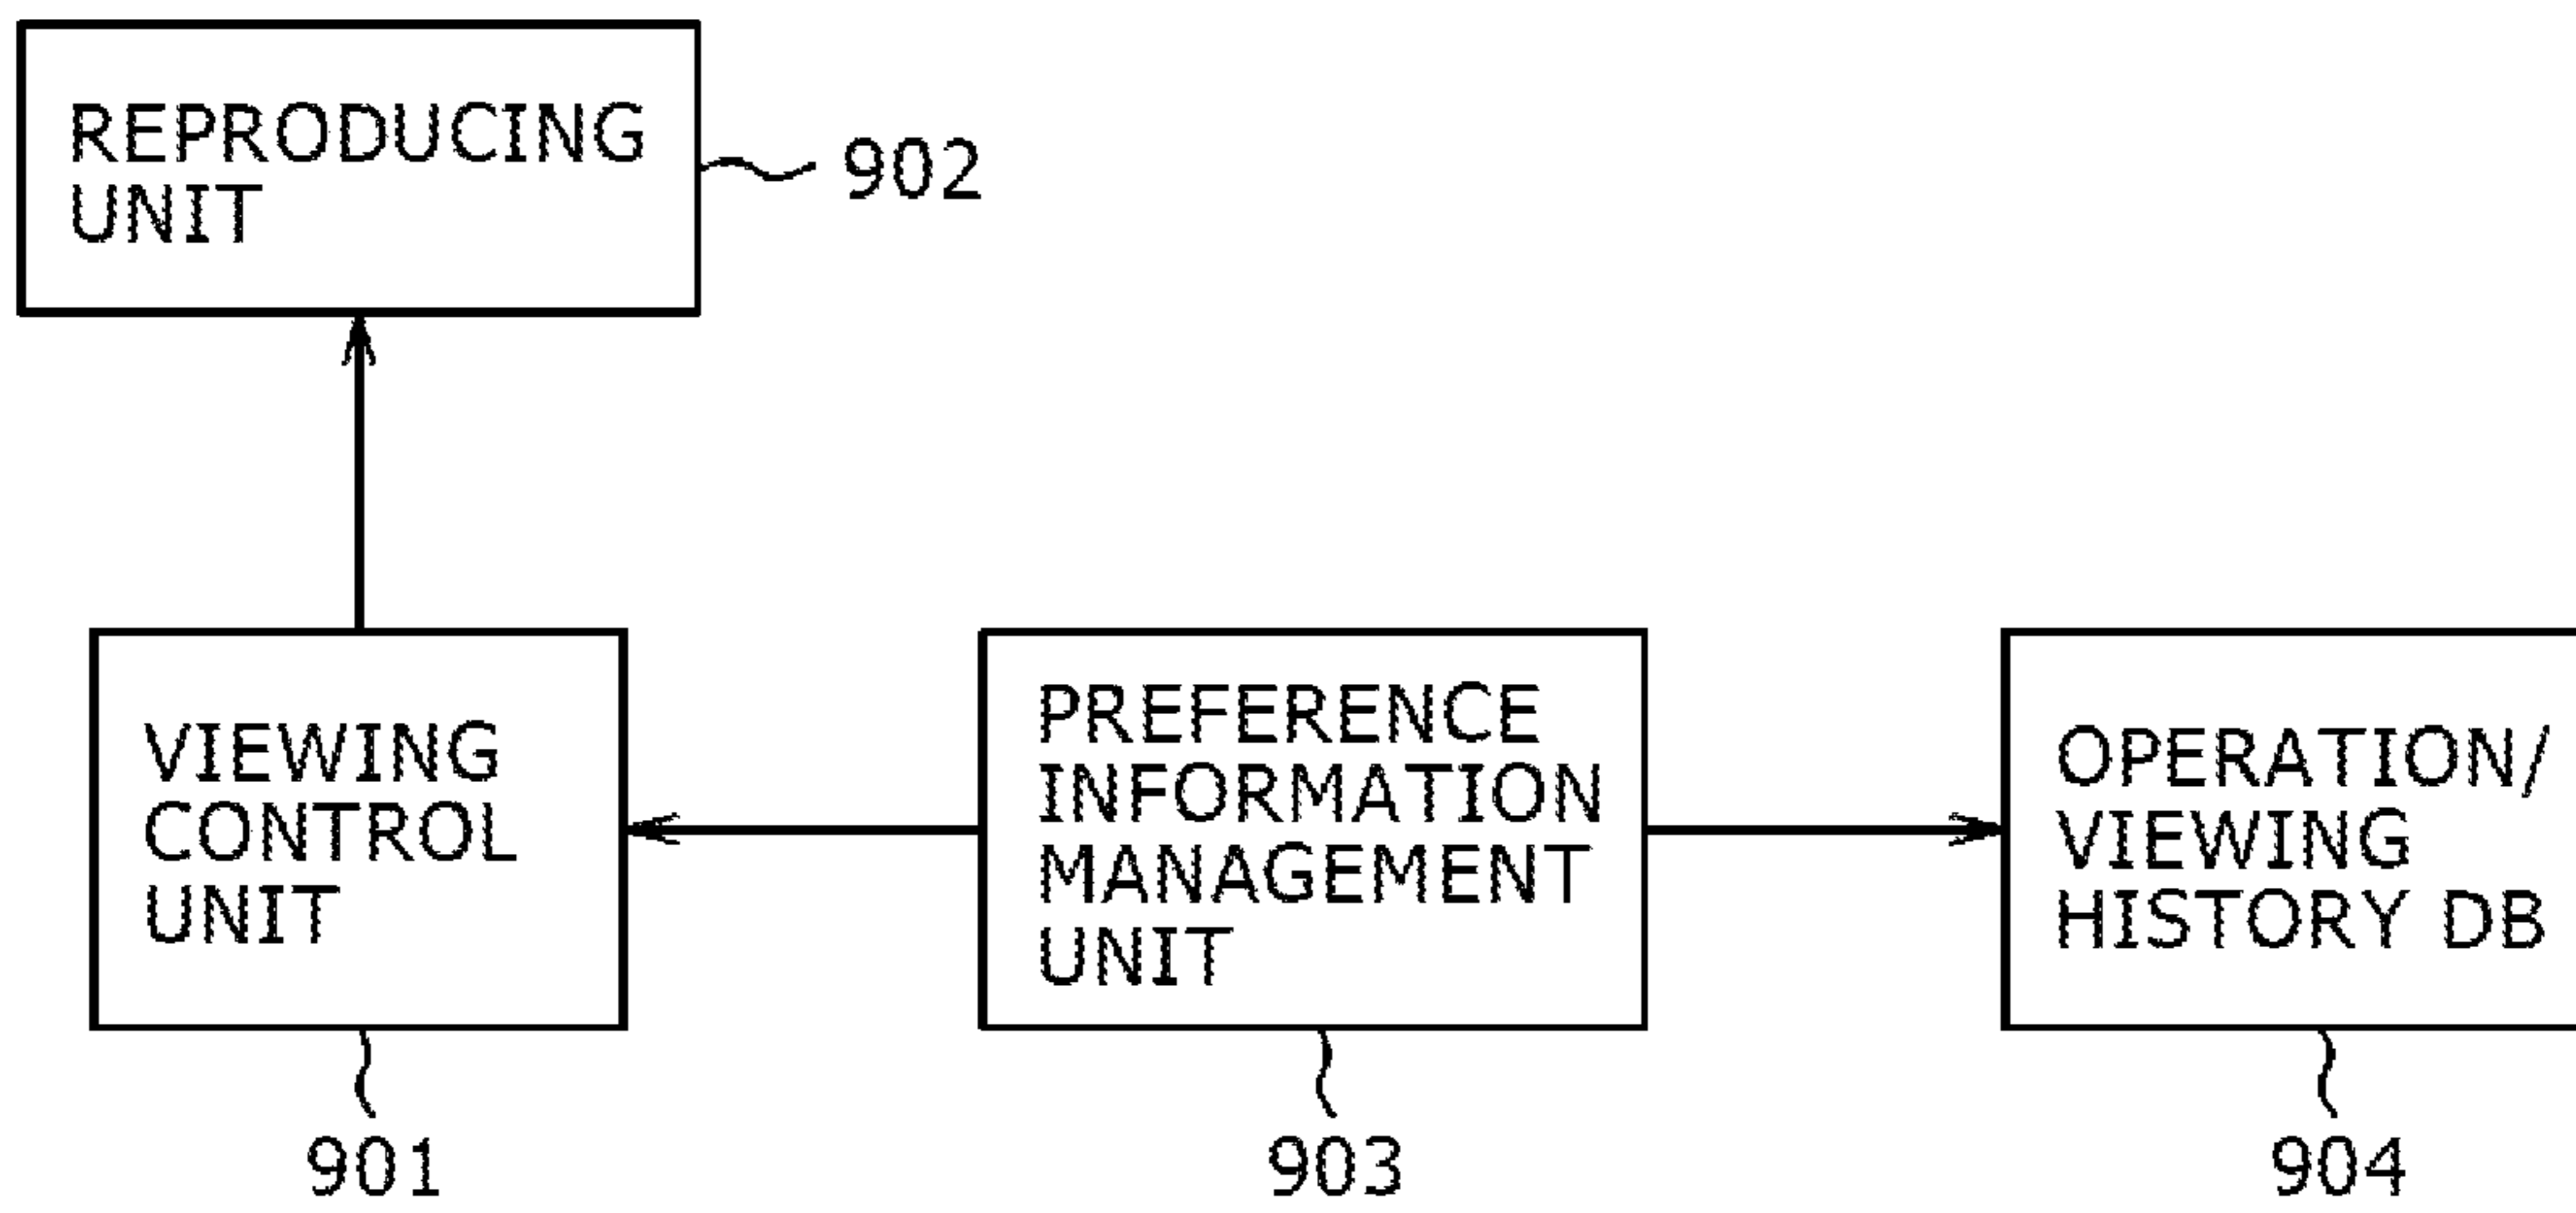 REPRODUCING
UNIT
902
VIEWING
CONTROL
UNIT
901
PREFERENCE
INFORMATION
MANAGEMENT
UNIT
903
OPERATION/
VIEWING
HISTORY DB
904